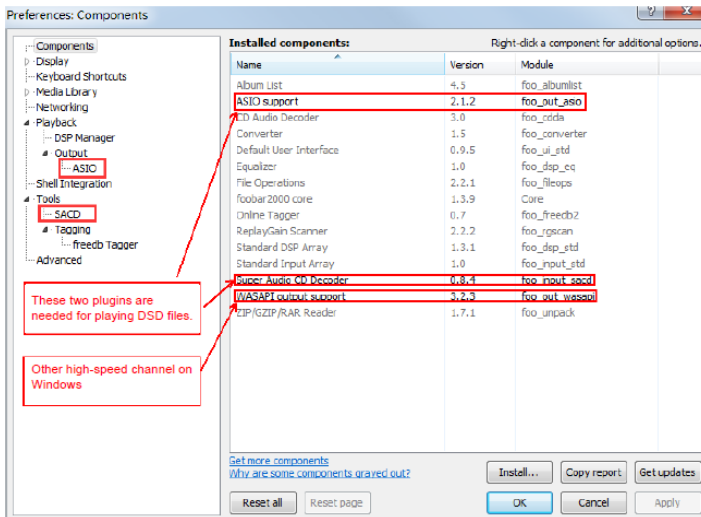 Preferences: Components
Components
Display
Keyboard Shortcuts
Media Library
Networking
Playback
DSP Manager
Output
ASIO
Shell Integration
Tools
SACD
Tagging
freedb Tagger
Advanced
These two plugins are
needed for playing DSD files.
Other high-speed channel on
Windows
Installed components: Right-click a component for additional options.
Name Version Module
Album List 4.5 foo_albumlist
ASIO support 2.1.2 foo_out_asio
CD Audio Decoder 3.0 foo_cdda
Converter 1.5 foo_converter
Default User Interface 0.9.5 foo_ui_std
Equalizer 1.0 foo_dsp_eq
File Operations 2.2.1 foo_fileops
foobar2000 core 1.3.9 Core
Online Tagger 0.7 foo_freedb2
ReplayGain Scanner 2.2.2 foo_rgscan
Standard DSP Array 1.3.1 foo_dsp_std
Standard Input Array 1.0 foo_input_std
Super Audio CD Decoder 0.8.4 foo_input_sacd
WASAPI output support 3.2.3 foo_out_wasapi
ZIP/GZIP/RAR Reader 1.7.1 foo_unpack
Get more components
Why are some components grayed out?
Install... Copy report Get updates
Reset all Reset page OK Cancel Apply